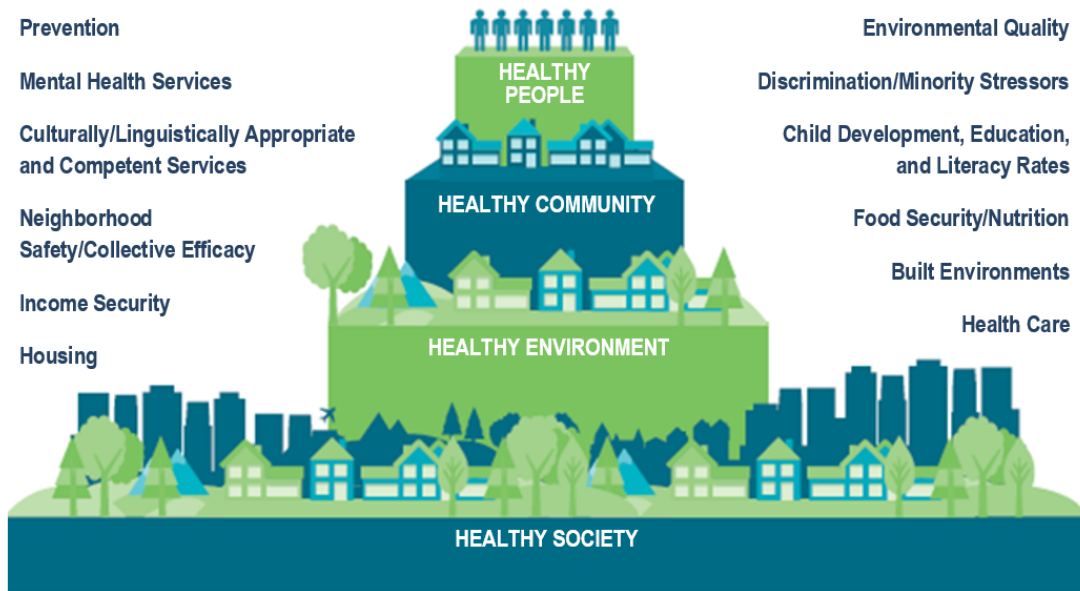 Prevention
Mental Health Services
Culturally/Linguistically Appropriate
and Competent Services
Neighborhood
Safety/Collective Efficacy
Income Security
Housing
HEALTHY
PEOPLE
HEALTHY COMMUNITY
HEALTHY ENVIRONMENT
HEALTHY SOCIETY
Environmental Quality
Discrimination/Minority Stressors
Child Development, Education,
and Literacy Rates
Food Security/Nutrition
Built Environments
Health Care